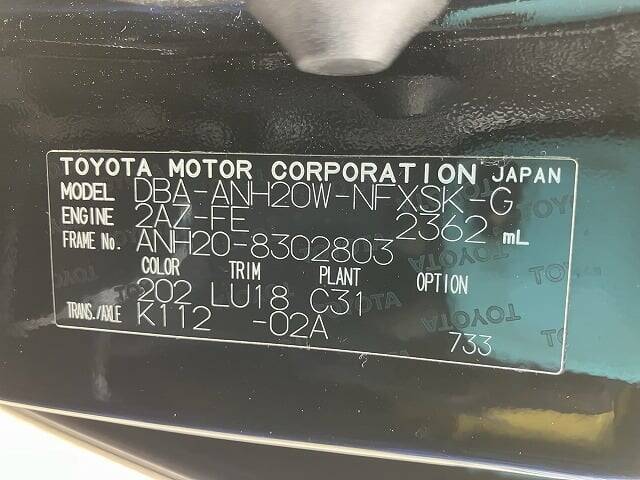 TOYOTA MOTOR CORPORATION JAPAN
MODEL DBA-ANH20W-NFXSK-G
ENGINE 2AZ-FE 2362 mL
FRAME No. ANH20-8302803
COLOR TRIM PLANT OPTION
202 LU18 C31
TRANS./AXLE K112 -02A
733